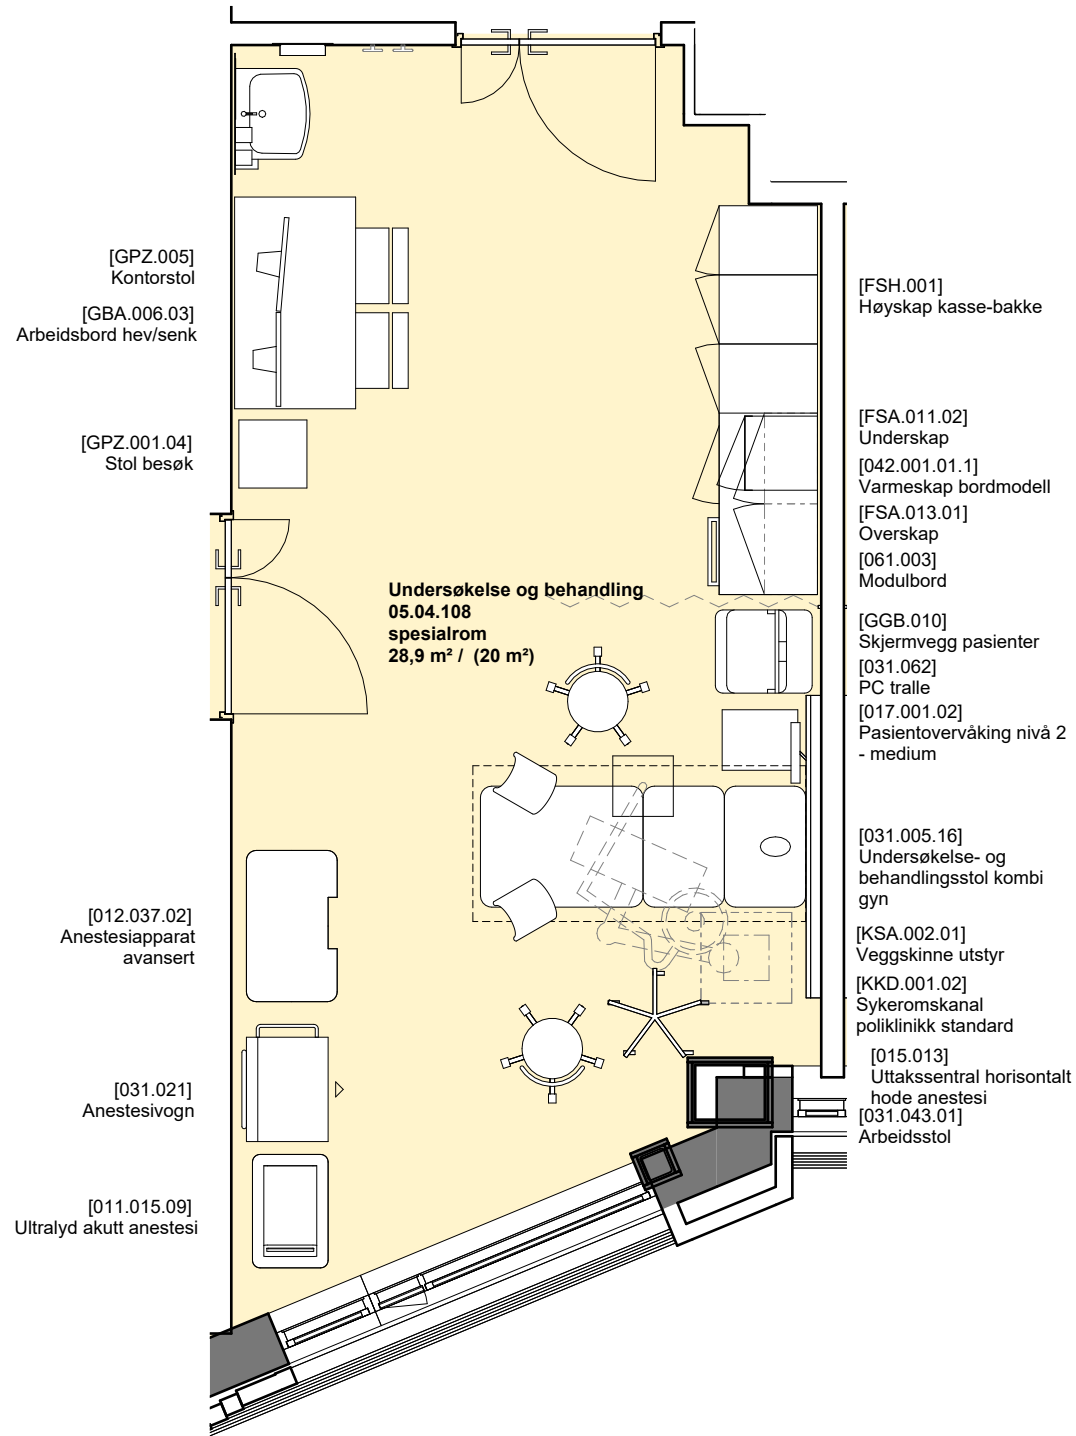 [GPZ.005]
Kontorstol
[GBA.006.03]
Arbeidsbord hev/senk
[GPZ.001.04]
Stol besøk
[012.037.02]
Anestesiapparat
avansert
[031.021]
Anestesivogn
[011.015.09]
Ultralyd akutt anestesi
Undersøkelse og behandling
05.04.108
spesialrom
28,9 m² / (20 m²)
[FSH.001]
Høyskap kasse-bakke
[FSA.011.02]
Underskap
[042.001.01.1]
Varmeskap bordmodell
[FSA.013.01]
Overskap
[061.003]
Modulbord
[GGB.010]
Skjermvegg pasienter
[031.062]
PC tralle
[017.001.02]
Pasientovervåking nivå 2
- medium
[031.005.16]
Undersøkelse- og
behandlingsstol kombi
gyn
[KSA.002.01]
Veggskinne utstyr
[KKD.001.02]
Sykeromskanal
poliklinikk standard
[015.013]
Uttakssentral horisontalt
hode anestesi
[031.043.01]
Arbeidsstol